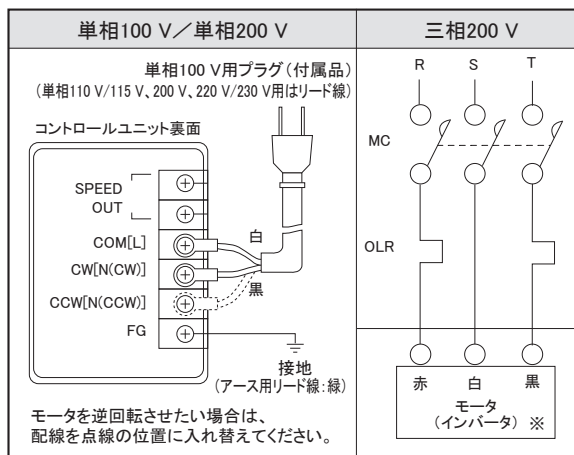 単相100 V／単相200 V
単相100 V用プラグ（付属品）
（単相110 V/115 V、200 V、220 V/230 V用はリード線）
コントロールユニット裏面
SPEED
OUT
COM[L]
CW[N(CW)]
CCW[N(CCW)]
FG
白
黒
接地
（アース用リード線：緑）
モータを逆回転させたい場合は、
配線を点線の位置に入れ替えてください。
三相200 V
R S T
MC
OLR
赤 白 黒
モータ
（インバータ） ※